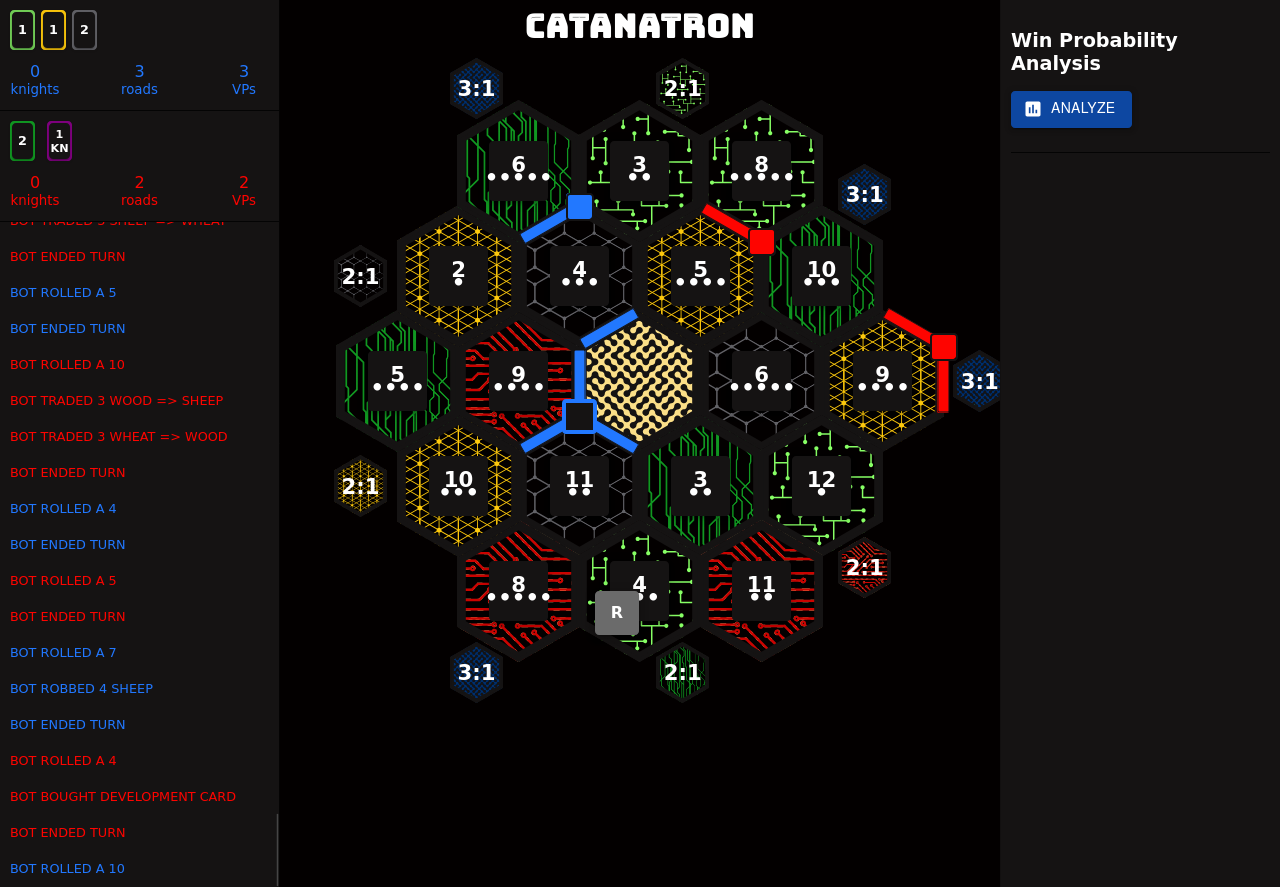 1 1 2
0 3 3
knights roads VPs
2 1 KN
0 2 2
knights roads VPs
BOT TRADED 3 SHEEP => WHEAT
BOT ENDED TURN
BOT ROLLED A 5
BOT ENDED TURN
BOT ROLLED A 10
BOT TRADED 3 WOOD => SHEEP
BOT TRADED 3 WHEAT => WOOD
BOT ENDED TURN
BOT ROLLED A 4
BOT ENDED TURN
BOT ROLLED A 5
BOT ENDED TURN
BOT ROLLED A 7
BOT ROBBED 4 SHEEP
BOT ENDED TURN
BOT ROLLED A 4
BOT BOUGHT DEVELOPMENT CARD
BOT ENDED TURN
BOT ROLLED A 10
CATANATRON
3:1 2:1
6 3 8
3:1
2:1 2 4 5 10
5 9 6 9 3:1
2:1 10 11 3 12
2:1
8 4 11
R
3:1 2:1
Win Probability
Analysis
ANALYZE